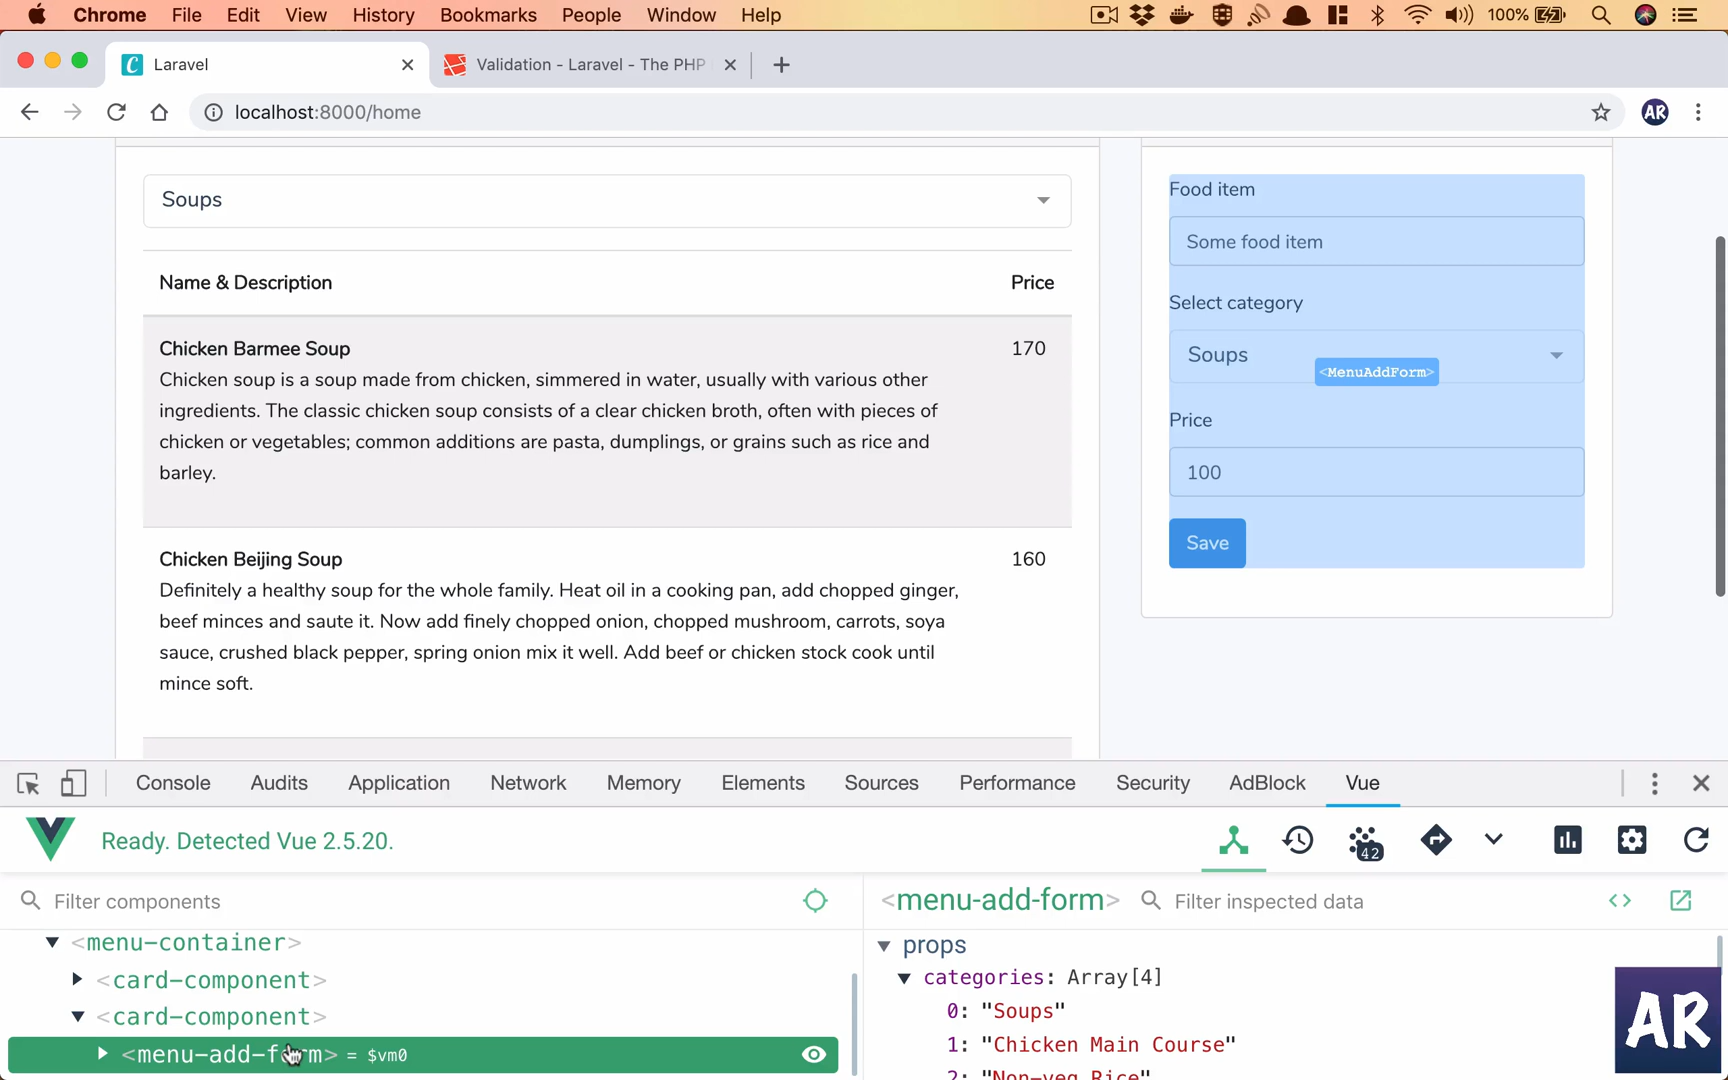 Chrome File Edit View History Bookmarks People Window Help 100%
Laravel Validation - Laravel - The PHP
localhost:8000/home AR
Soups
Name & Description Price
Chicken Barmee Soup 170
Chicken soup is a soup made from chicken, simmered in water, usually with various other
ingredients. The classic chicken soup consists of a clear chicken broth, often with pieces of
chicken or vegetables; common additions are pasta, dumplings, or grains such as rice and
barley.
Chicken Beijing Soup 160
Definitely a healthy soup for the whole family. Heat oil in a cooking pan, add chopped ginger,
beef minces and saute it. Now add finely chopped onion, chopped mushroom, carrots, soya
sauce, crushed black pepper, spring onion mix it well. Add beef or chicken stock cook until
mince soft.
Food item
Some food item
Select category
Soups
<MenuAddForm>
Price
100
Save
Console Audits Application Network Memory Elements Sources Performance Security AdBlock Vue
Ready. Detected Vue 2.5.20. 42
Filter components
<menu-container>
<card-component>
<card-component>
<menu-add-form> = $vm0
<menu-add-form> Filter inspected data
props
categories: Array[4]
0: "Soups"
1: "Chicken Main Course"
2: "Non-veg Rice"
AR